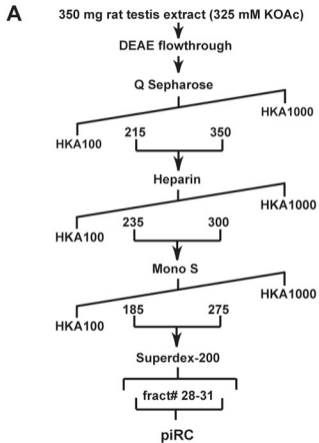 A
350 mg rat testis extract (325 mM KOAc)
DEAE flowthrough
Q Sepharose
HKA100 HKA1000
215 350
Heparin
HKA100 HKA1000
235 300
Mono S
HKA100 HKA1000
185 275
Superdex-200
fract# 28-31
piRC